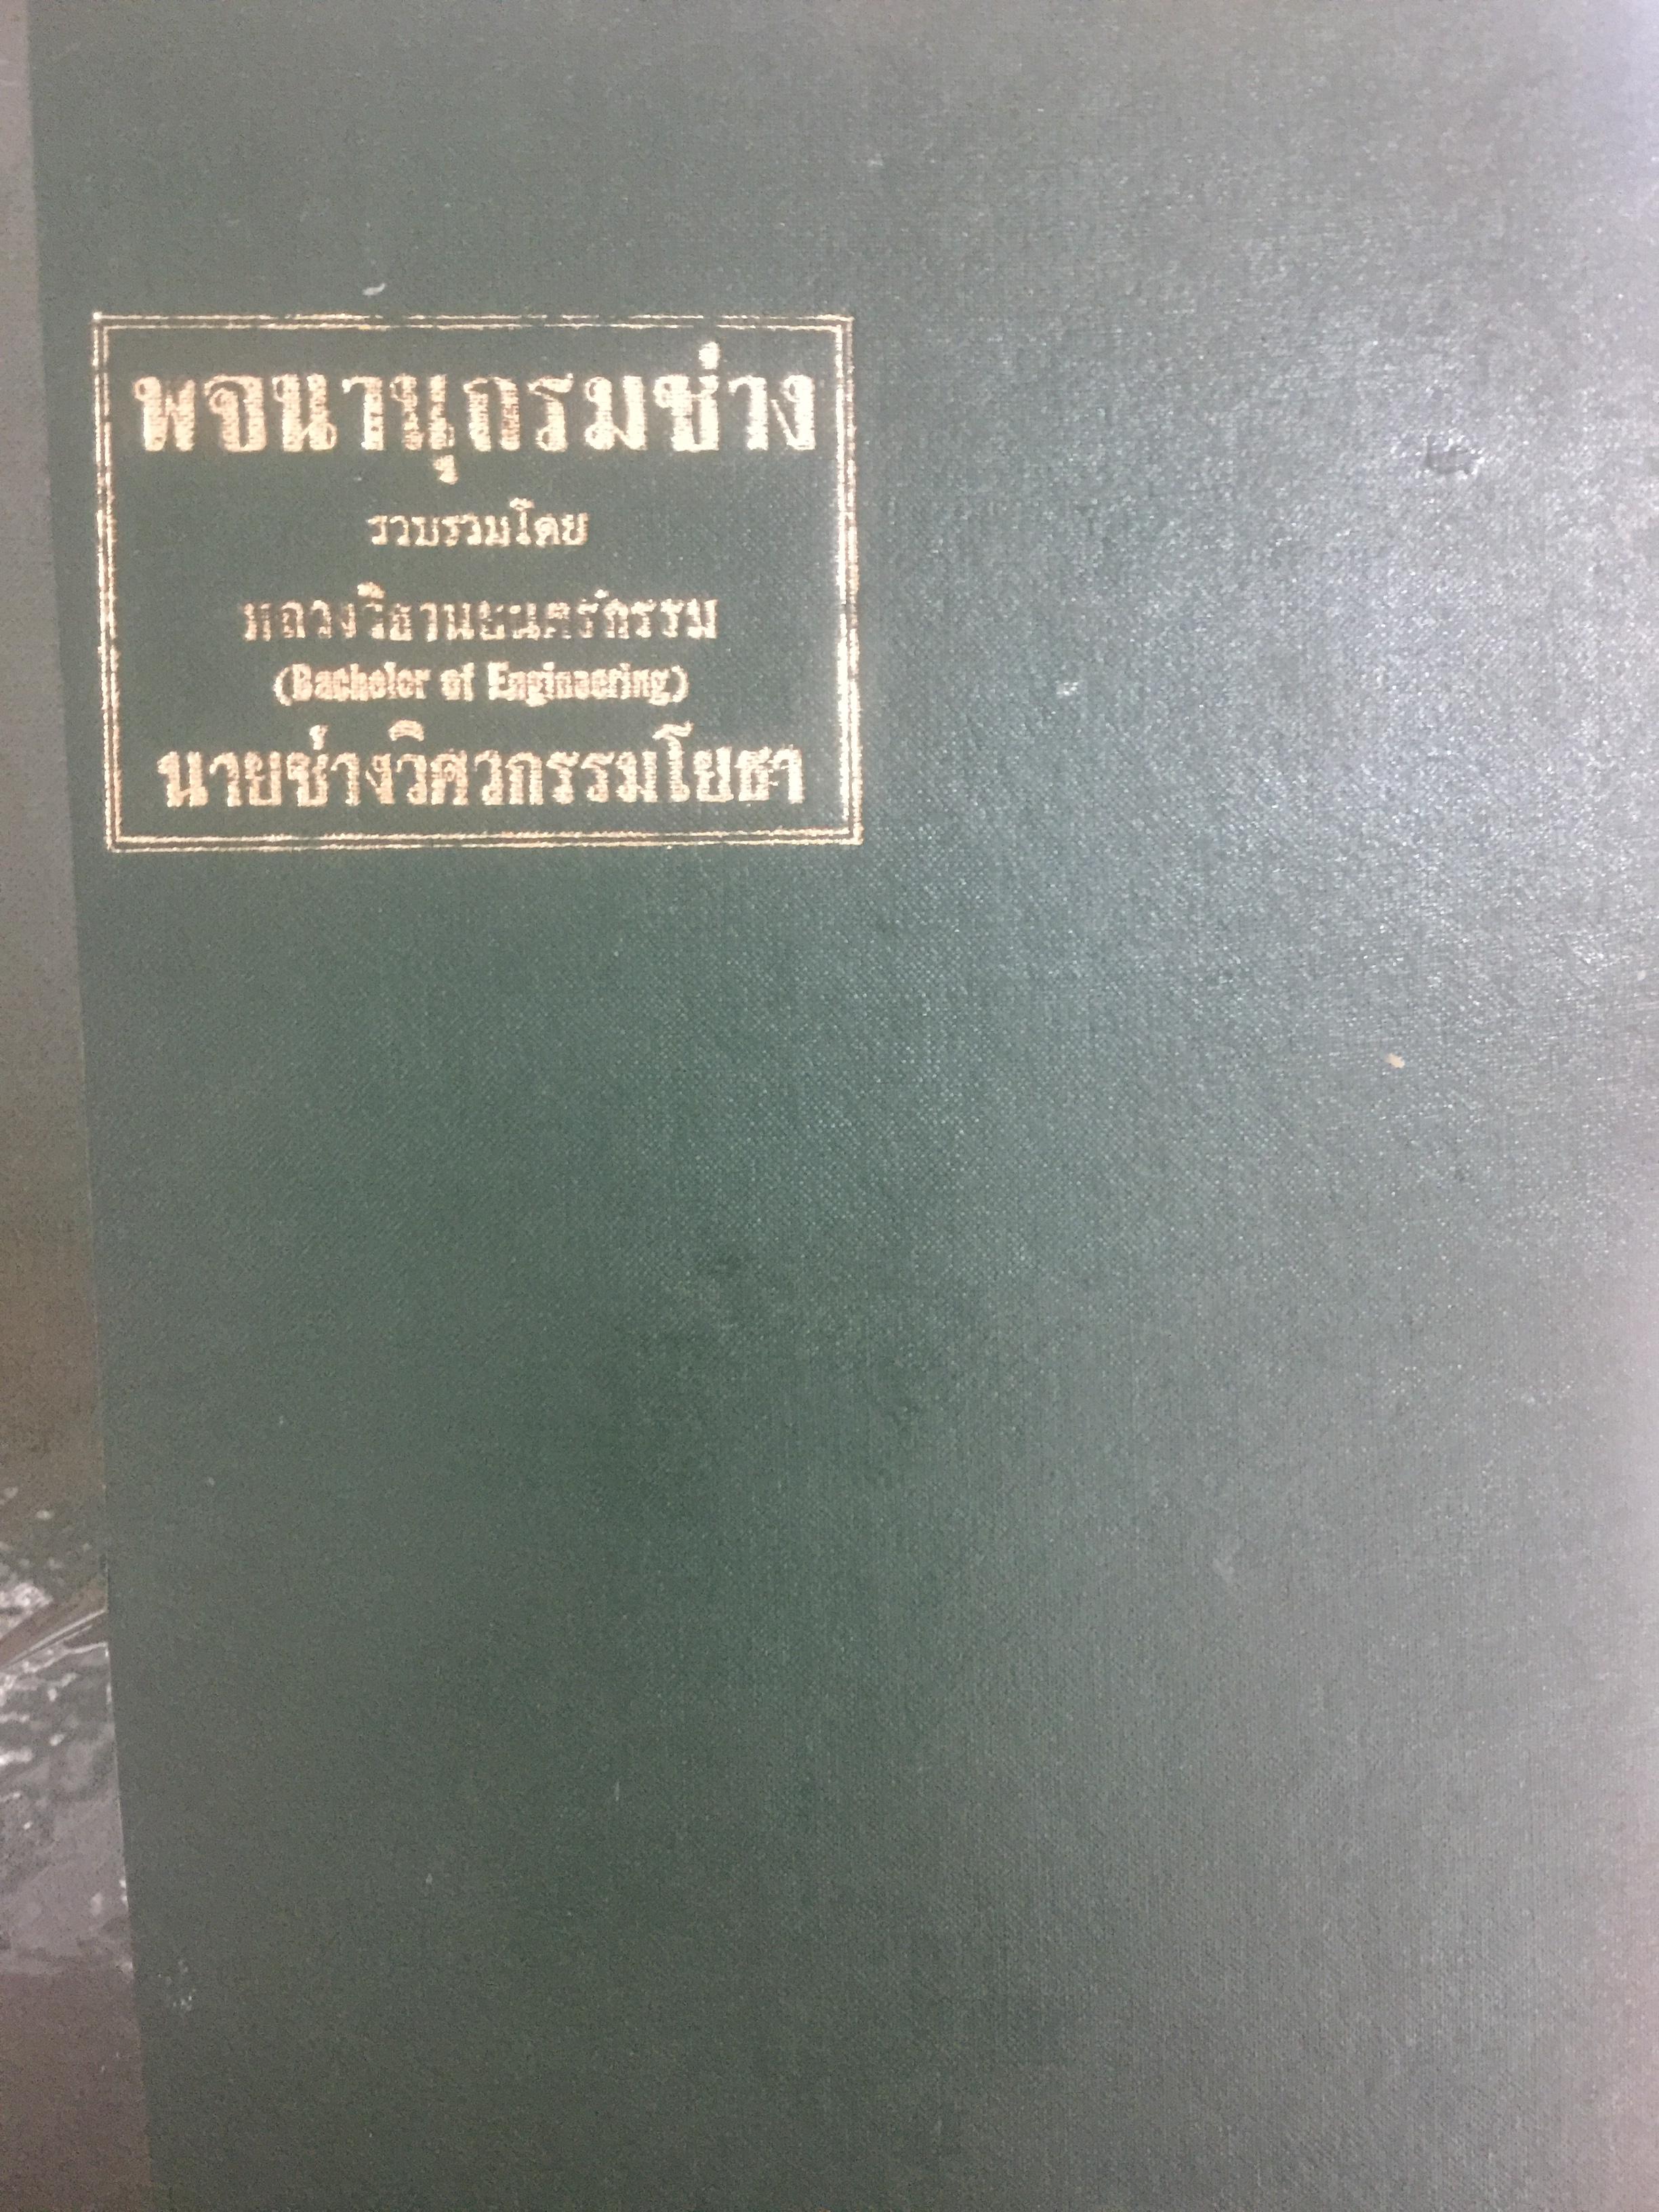 พจนานุกรมช่าง
รวบรวมโดย
หลวงวิธานยนตร์กรรม
(Bachelor of Engineering)
นายช่างวิศวกรรมโยธา